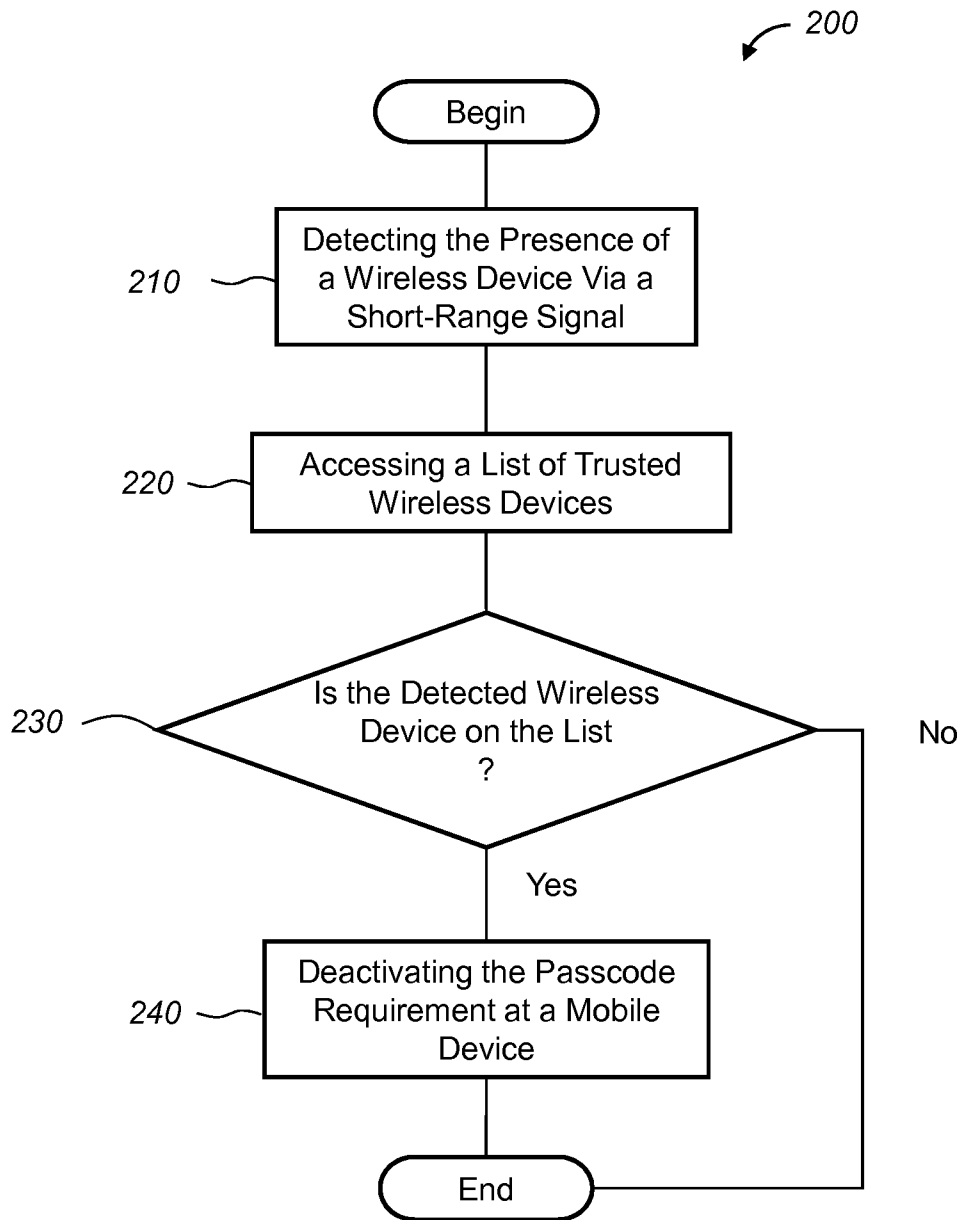 200
Begin
Detecting the Presence of
a Wireless Device Via a
Short-Range Signal
210
Accessing a List of Trusted
Wireless Devices
220
Is the Detected Wireless
Device on the List
?
230
No
Yes
Deactivating the Passcode
Requirement at a Mobile
Device
240
End